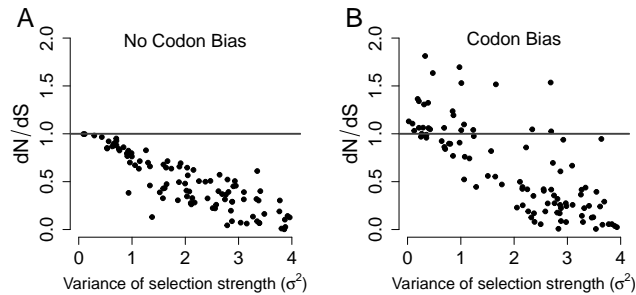 A
No Codon Bias
dN/dS
2.0
1.5
1.0
0.5
0.0
0 1 2 3 4
Variance of selection strength (σ²)
B
Codon Bias
dN/dS
2.0
1.5
1.0
0.5
0.0
0 1 2 3 4
Variance of selection strength (σ²)